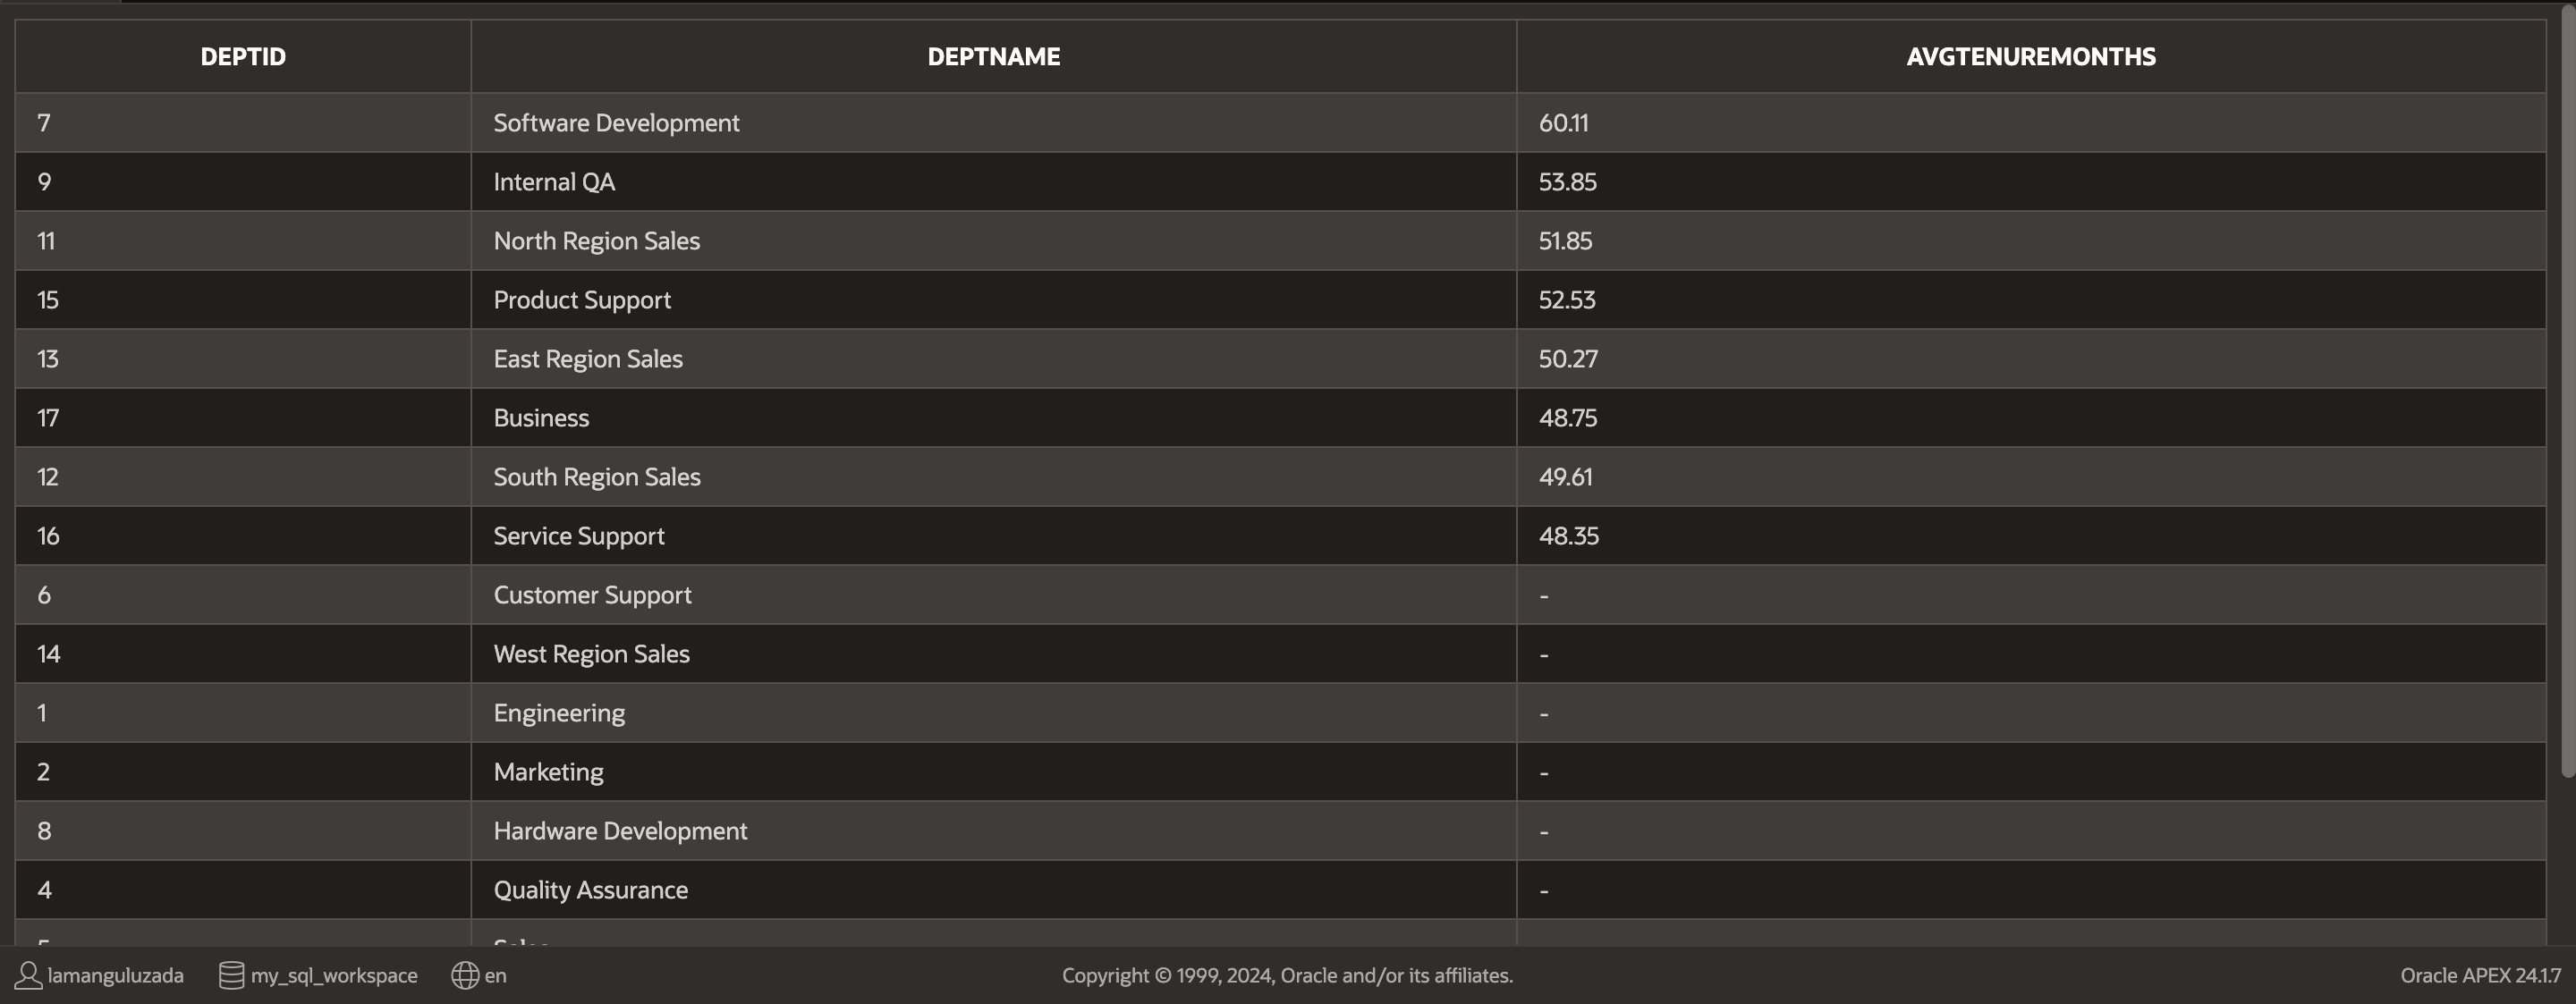 DEPTID DEPTNAME AVGTENUREMONTHS
7 Software Development 60.11
9 Internal QA 53.85
11 North Region Sales 51.85
15 Product Support 52.53
13 East Region Sales 50.27
17 Business 48.75
12 South Region Sales 49.61
16 Service Support 48.35
6 Customer Support -
14 West Region Sales -
1 Engineering -
2 Marketing -
8 Hardware Development -
4 Quality Assurance -
5 Sales
lamanguluzada my_sql_workspace en Copyright © 1999, 2024, Oracle and/or its affiliates. Oracle APEX 24.1.7